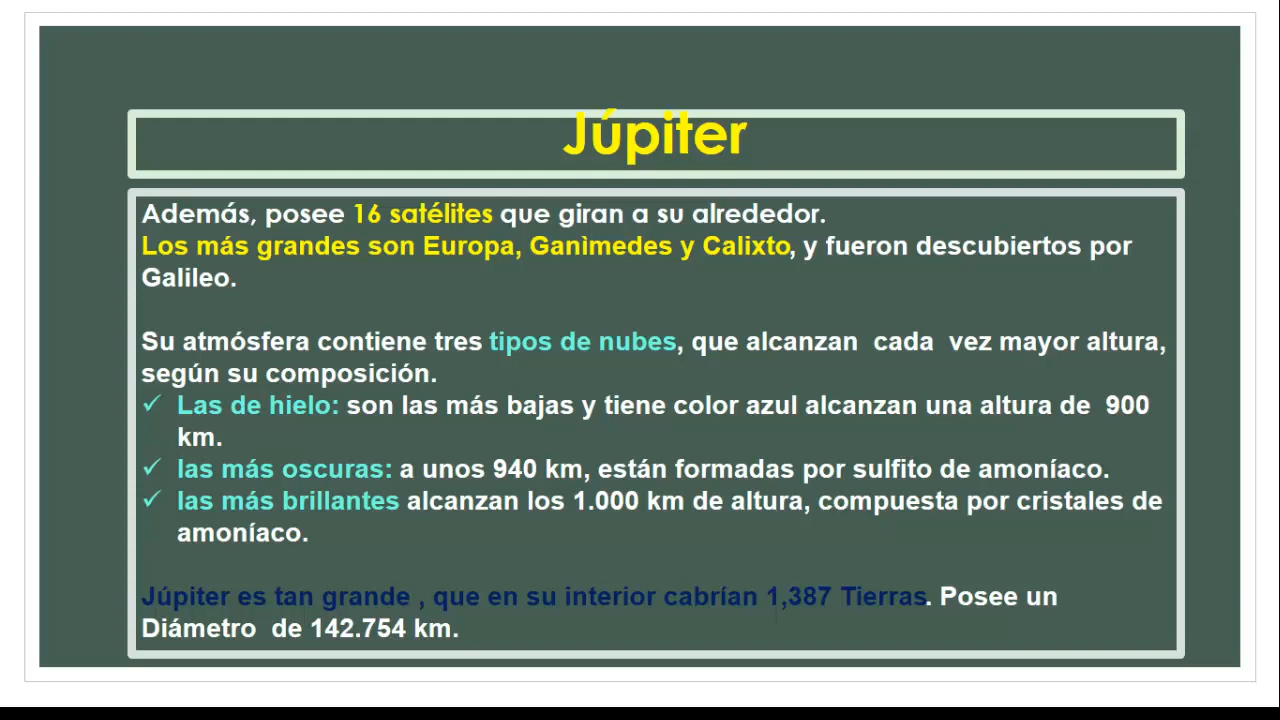 Júpiter
Además, posee 16 satélites que giran a su alrededor.
Los más grandes son Europa, Ganìmedes y Calixto, y fueron descubiertos por
Galileo.
Su atmósfera contiene tres tipos de nubes, que alcanzan cada vez mayor altura,
según su composición.
✓ Las de hielo: son las más bajas y tiene color azul alcanzan una altura de 900
km.
✓ las más oscuras: a unos 940 km, están formadas por sulfito de amoníaco.
✓ las más brillantes alcanzan los 1.000 km de altura, compuesta por cristales de
amoníaco.
Júpiter es tan grande , que en su interior cabrían 1,387 Tierras. Posee un
Diámetro de 142.754 km.